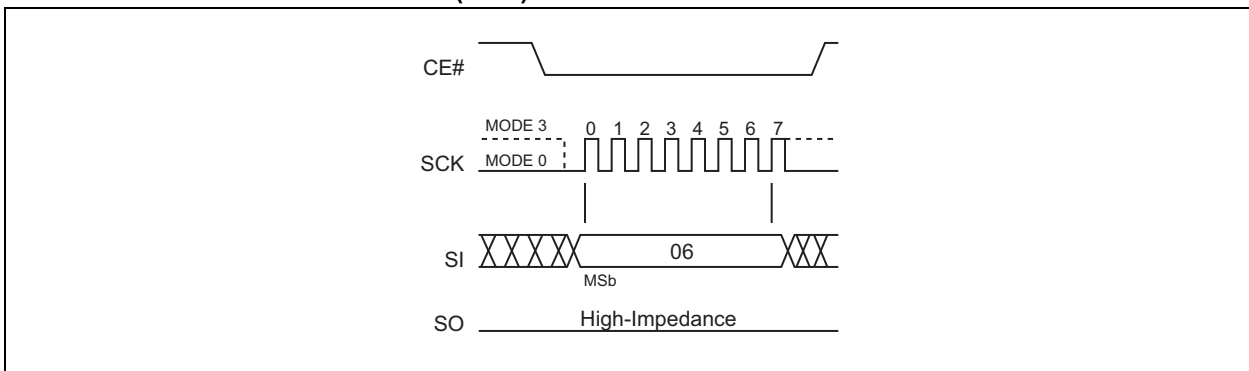 CE#
MODE 3
0 1 2 3 4 5 6 7
SCK
MODE 0
SI
06
MSb
SO
High-Impedance